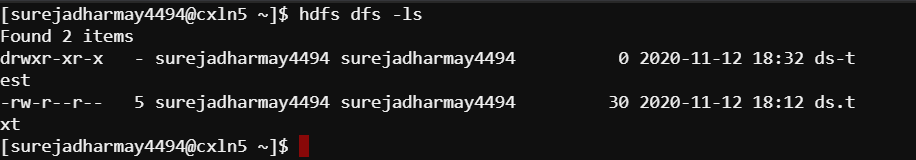 [surejadharmay4494@cxln5 ~]$ hdfs dfs -ls
Found 2 items
drwxr-xr-x   - surejadharmay4494 surejadharmay4494          0 2020-11-12 18:32 ds-t
est
-rw-r--r--   5 surejadharmay4494 surejadharmay4494         30 2020-11-12 18:12 ds.t
xt
[surejadharmay4494@cxln5 ~]$